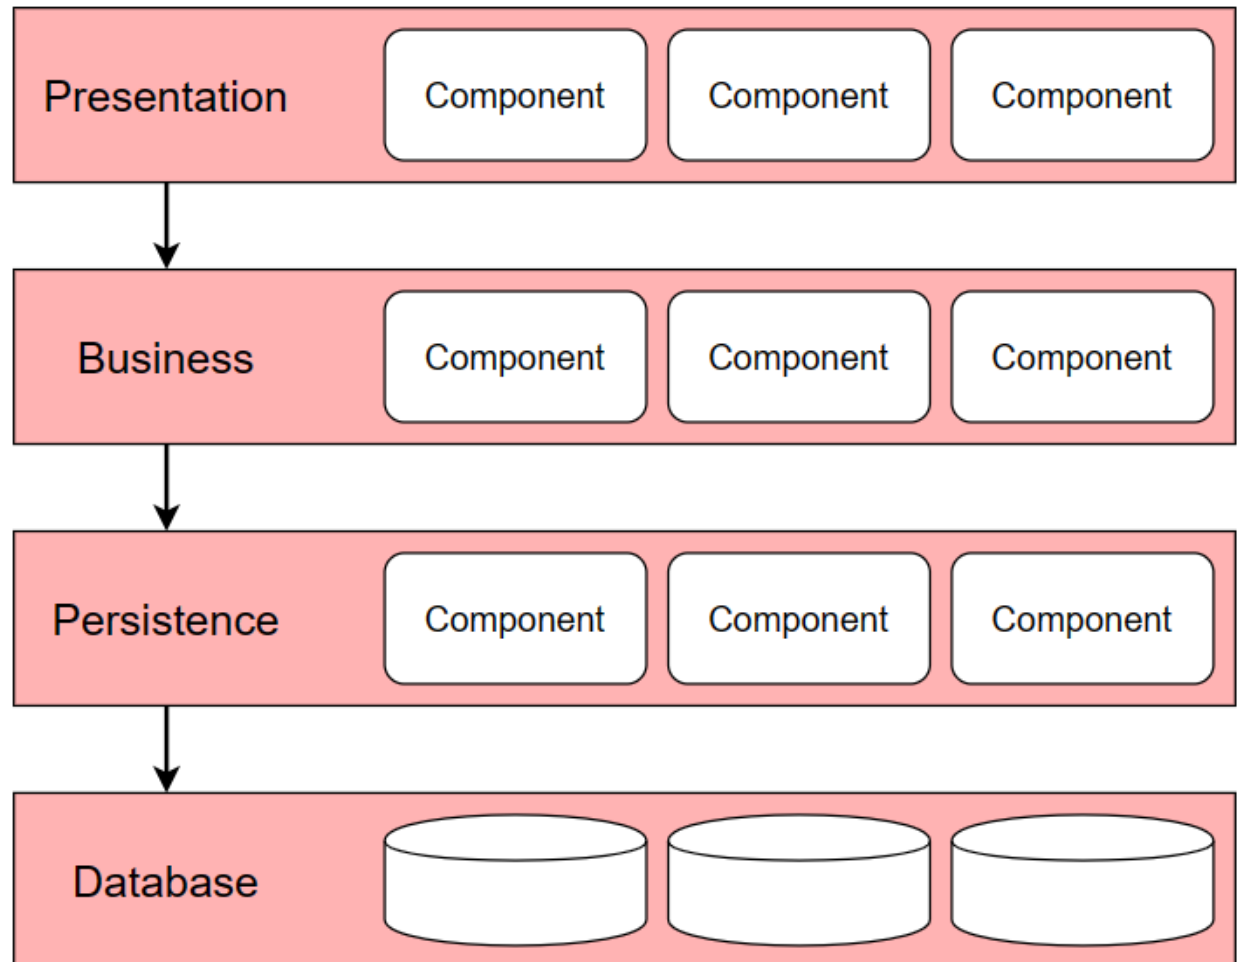 Presentation Component Component Component
Business Component Component Component
Persistence Component Component Component
Database